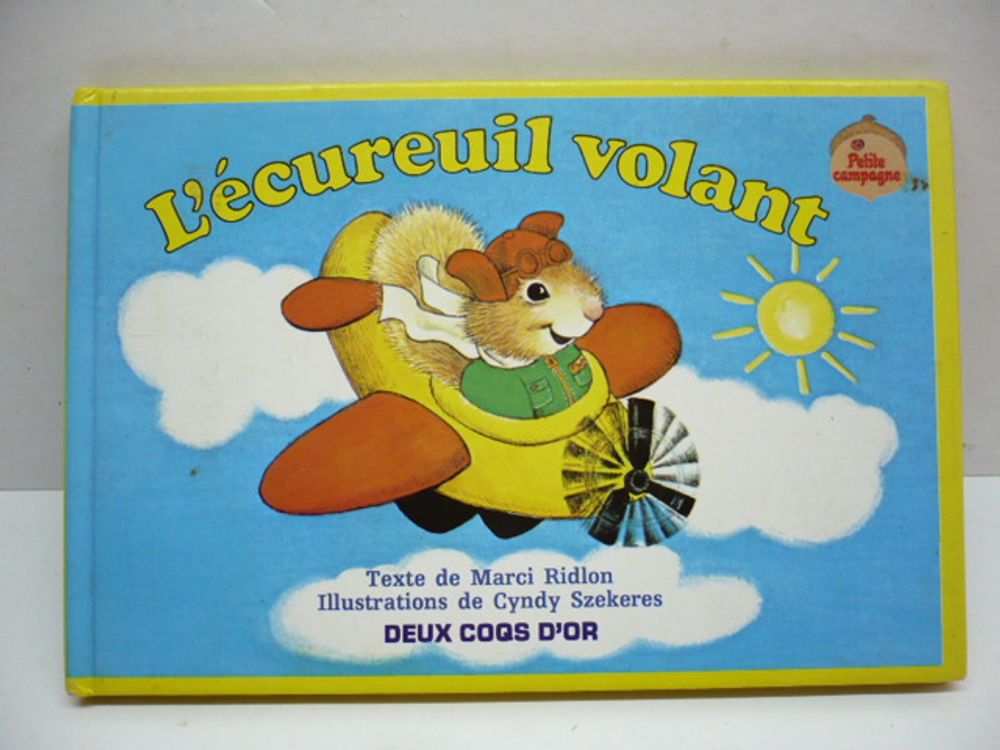 L'écureuil volant
Petite
campagne
Texte de Marci Ridlon
Illustrations de Cyndy Szekeres
DEUX COQS D'OR